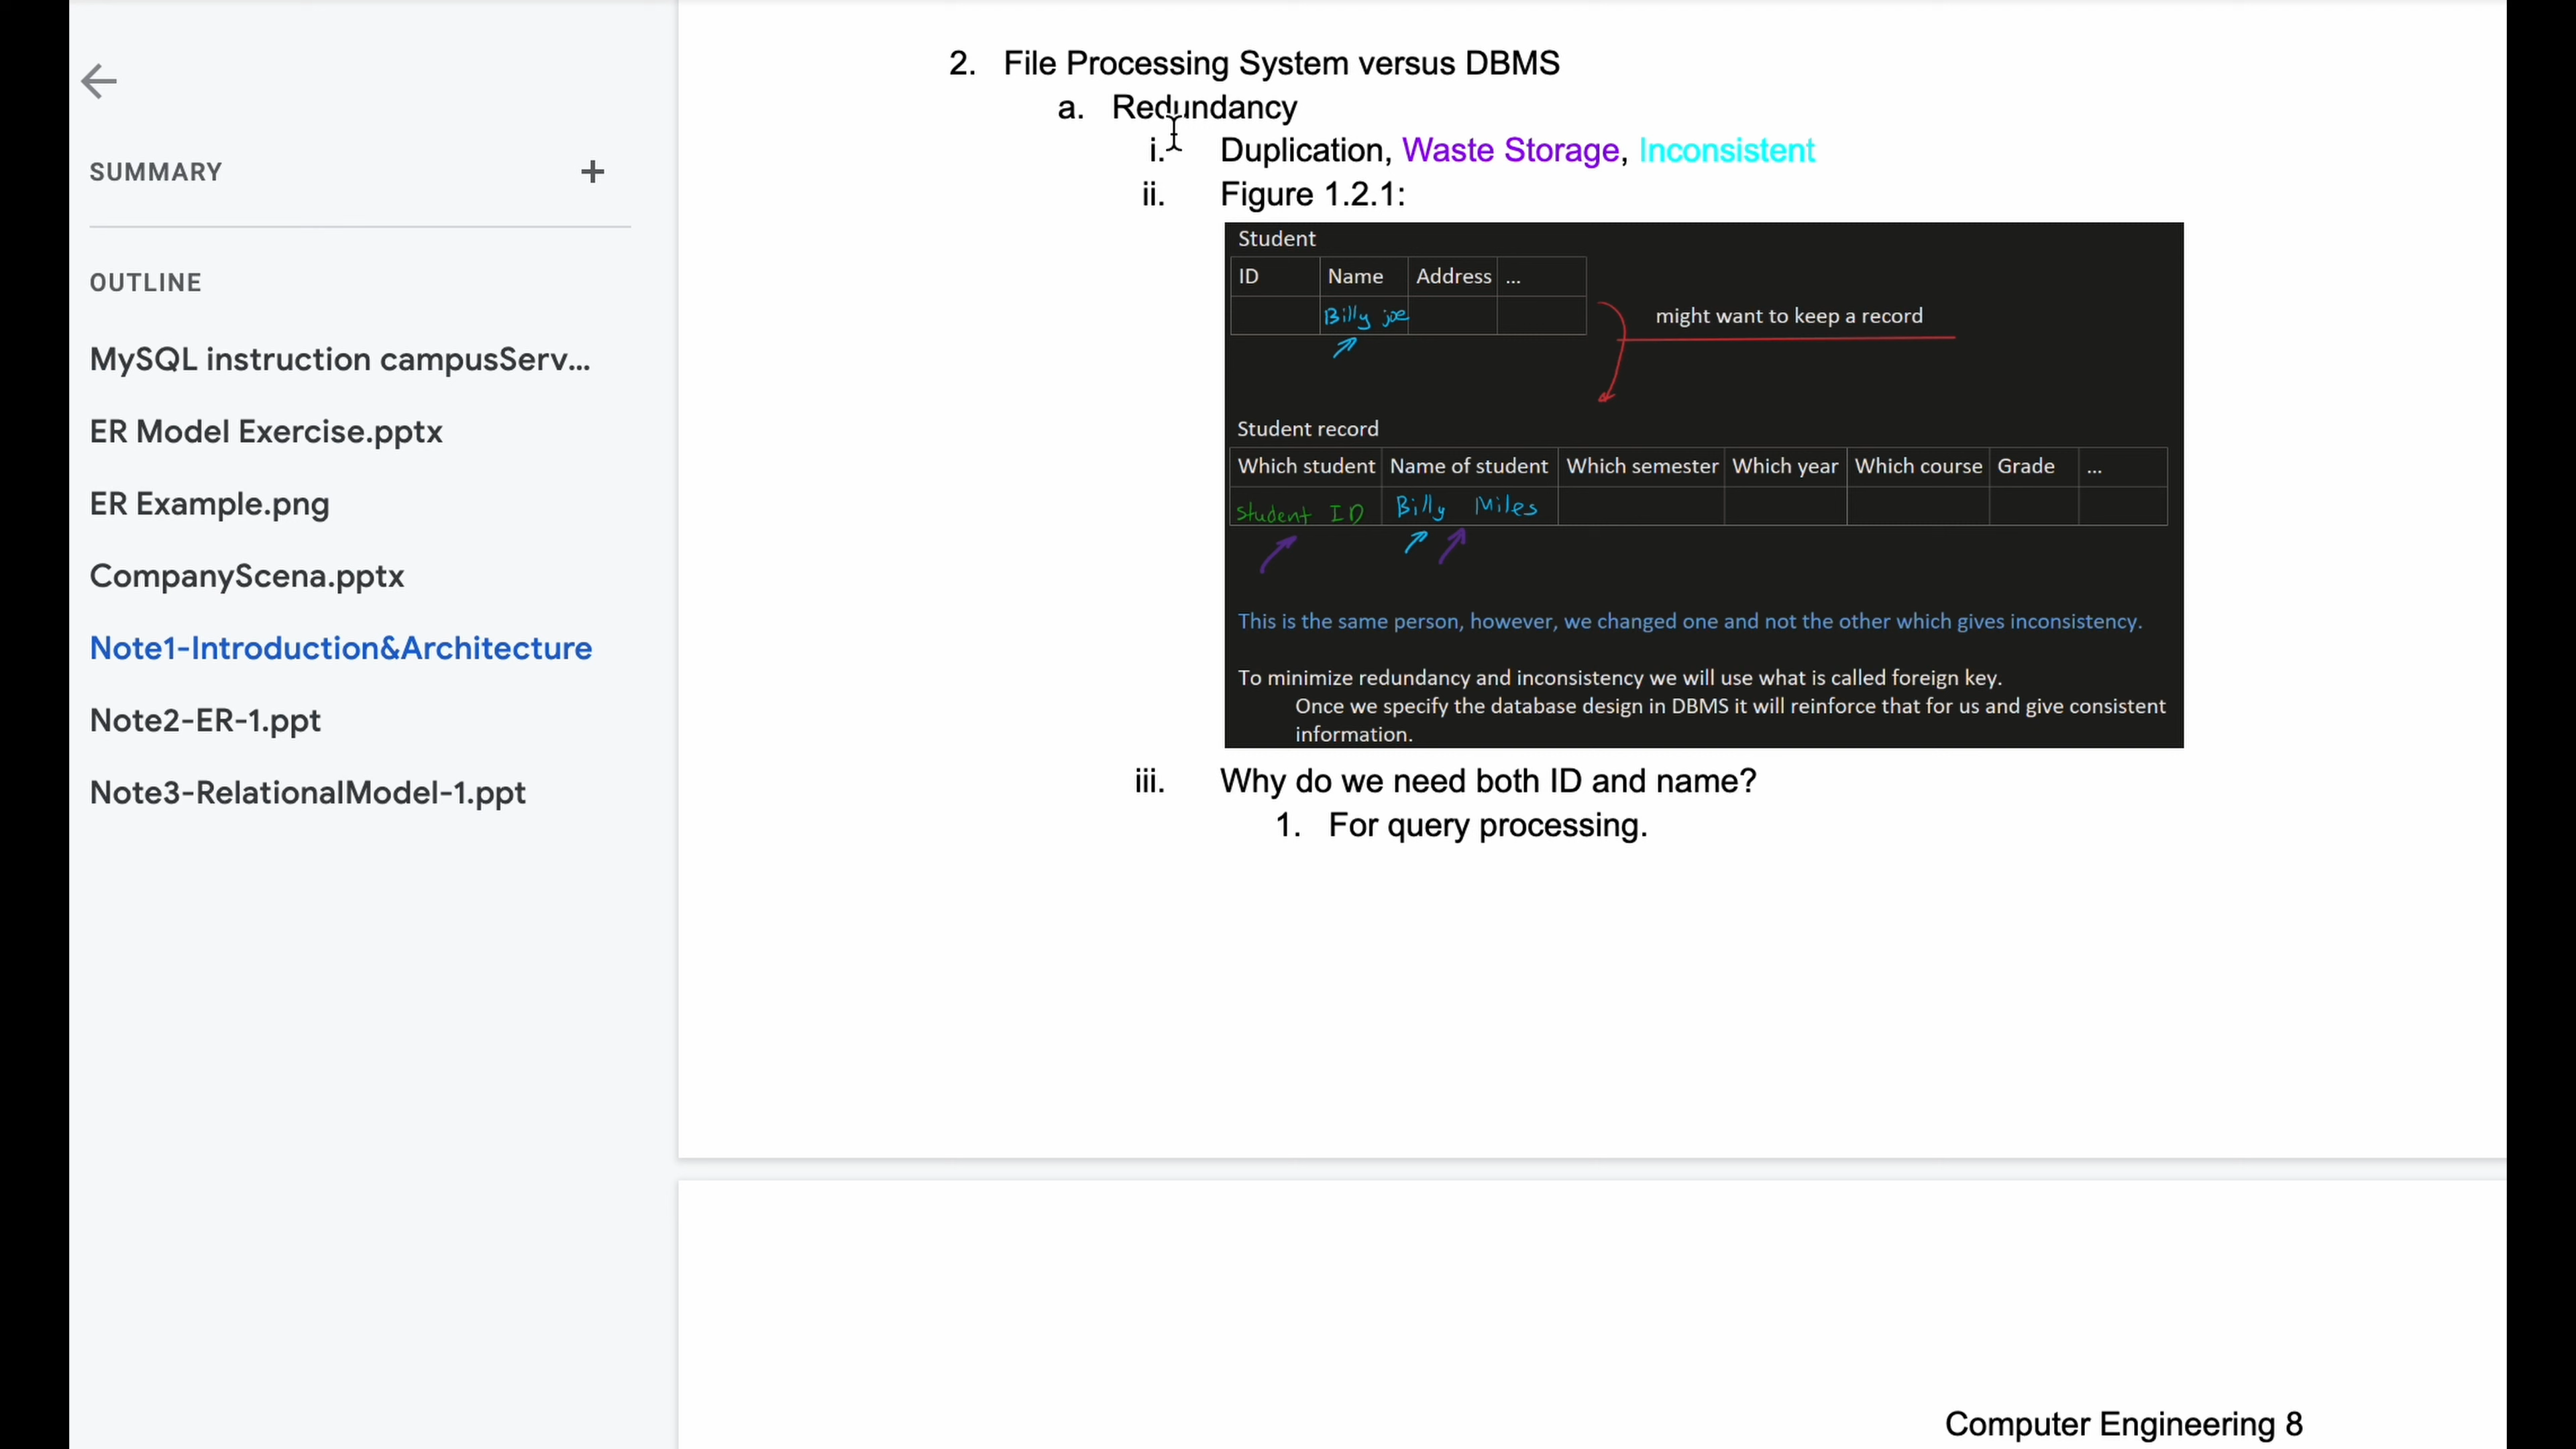 SUMMARY
OUTLINE
MySQL instruction campusServ...
ER Model Exercise.pptx
ER Example.png
CompanyScena.pptx
Note1-Introduction&Architecture
Note2-ER-1.ppt
Note3-RelationalModel-1.ppt
2. File Processing System versus DBMS
a. Redundancy
i. Duplication, Waste Storage, Inconsistent
ii. Figure 1.2.1:
Student
ID Name Address ...
Billy joe
might want to keep a record
Student record
Which student Name of student Which semester Which year Which course Grade ...
Student ID Billy Miles
This is the same person, however, we changed one and not the other which gives inconsistency.
To minimize redundancy and inconsistency we will use what is called foreign key.
Once we specify the database design in DBMS it will reinforce that for us and give consistent
information.
iii. Why do we need both ID and name?
1. For query processing.
Computer Engineering 8